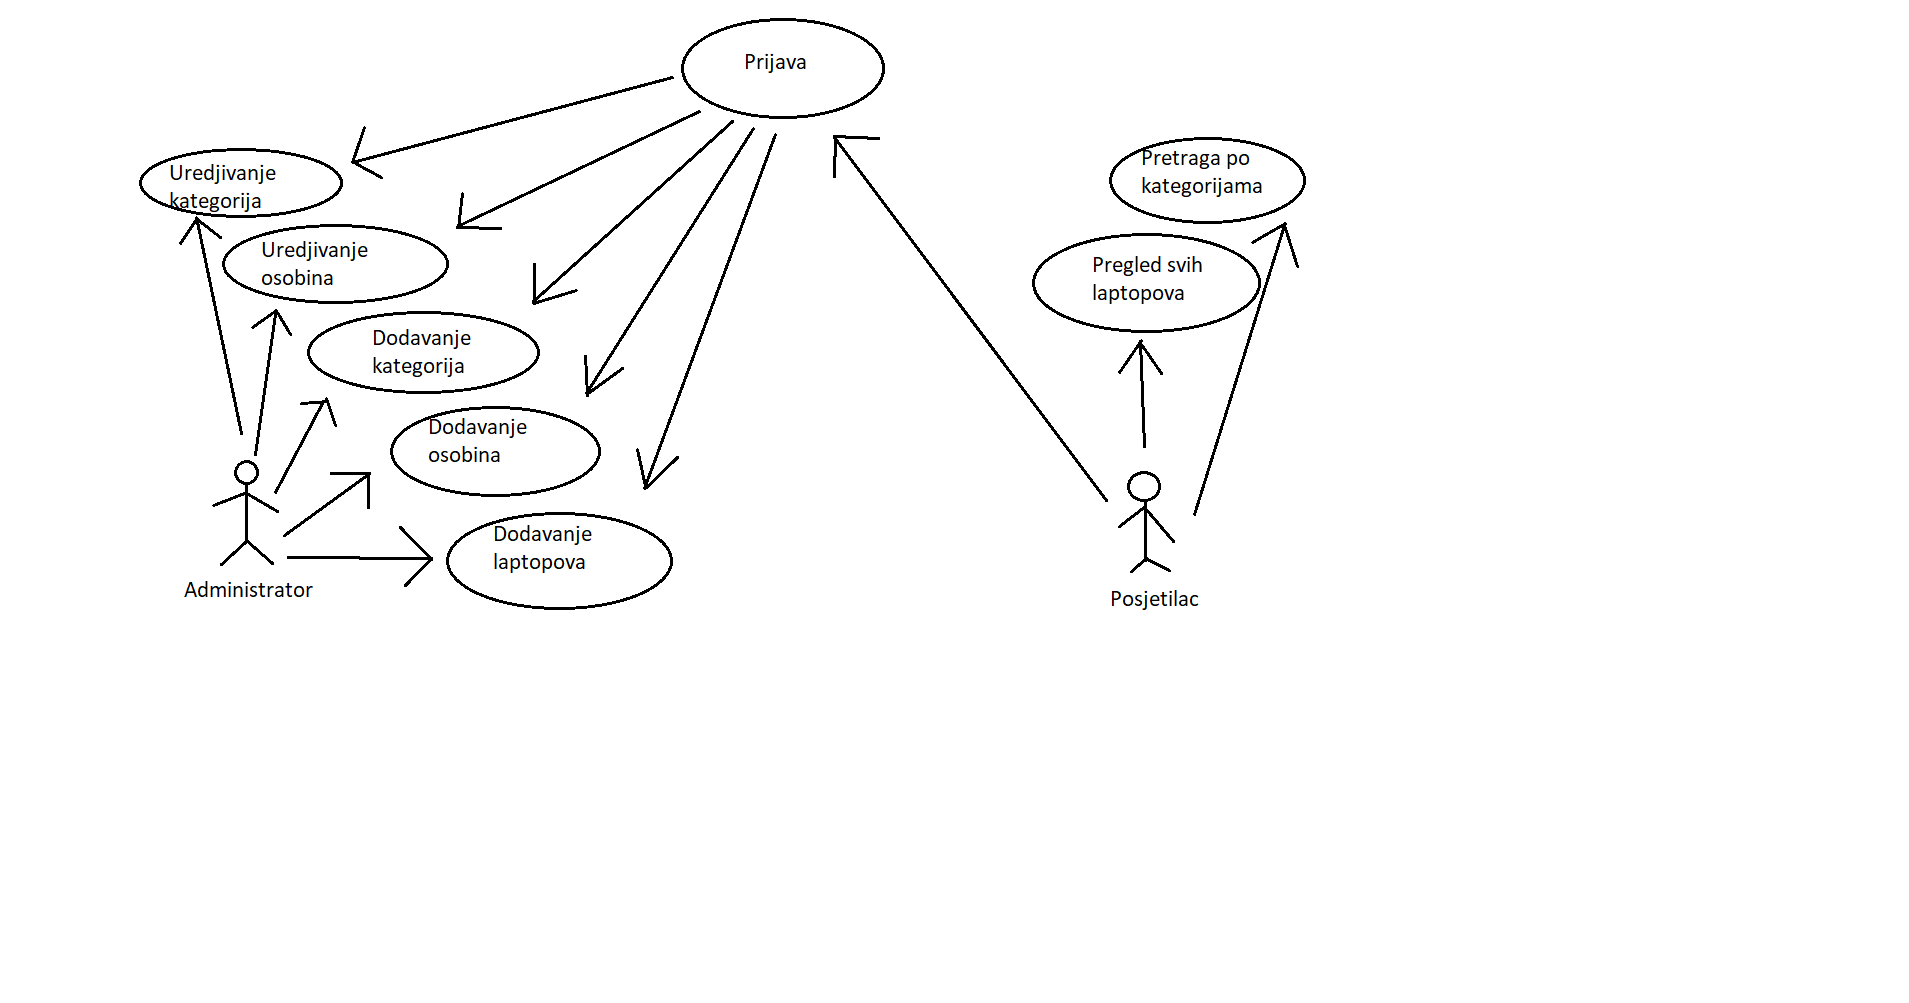 Prijava
Uredjivanje
kategorija
Uredjivanje
osobina
Dodavanje
kategorija
Dodavanje
osobina
Dodavanje
laptopova
Administrator
Pretraga po
kategorijama
Pregled svih
laptopova
Posjetilac